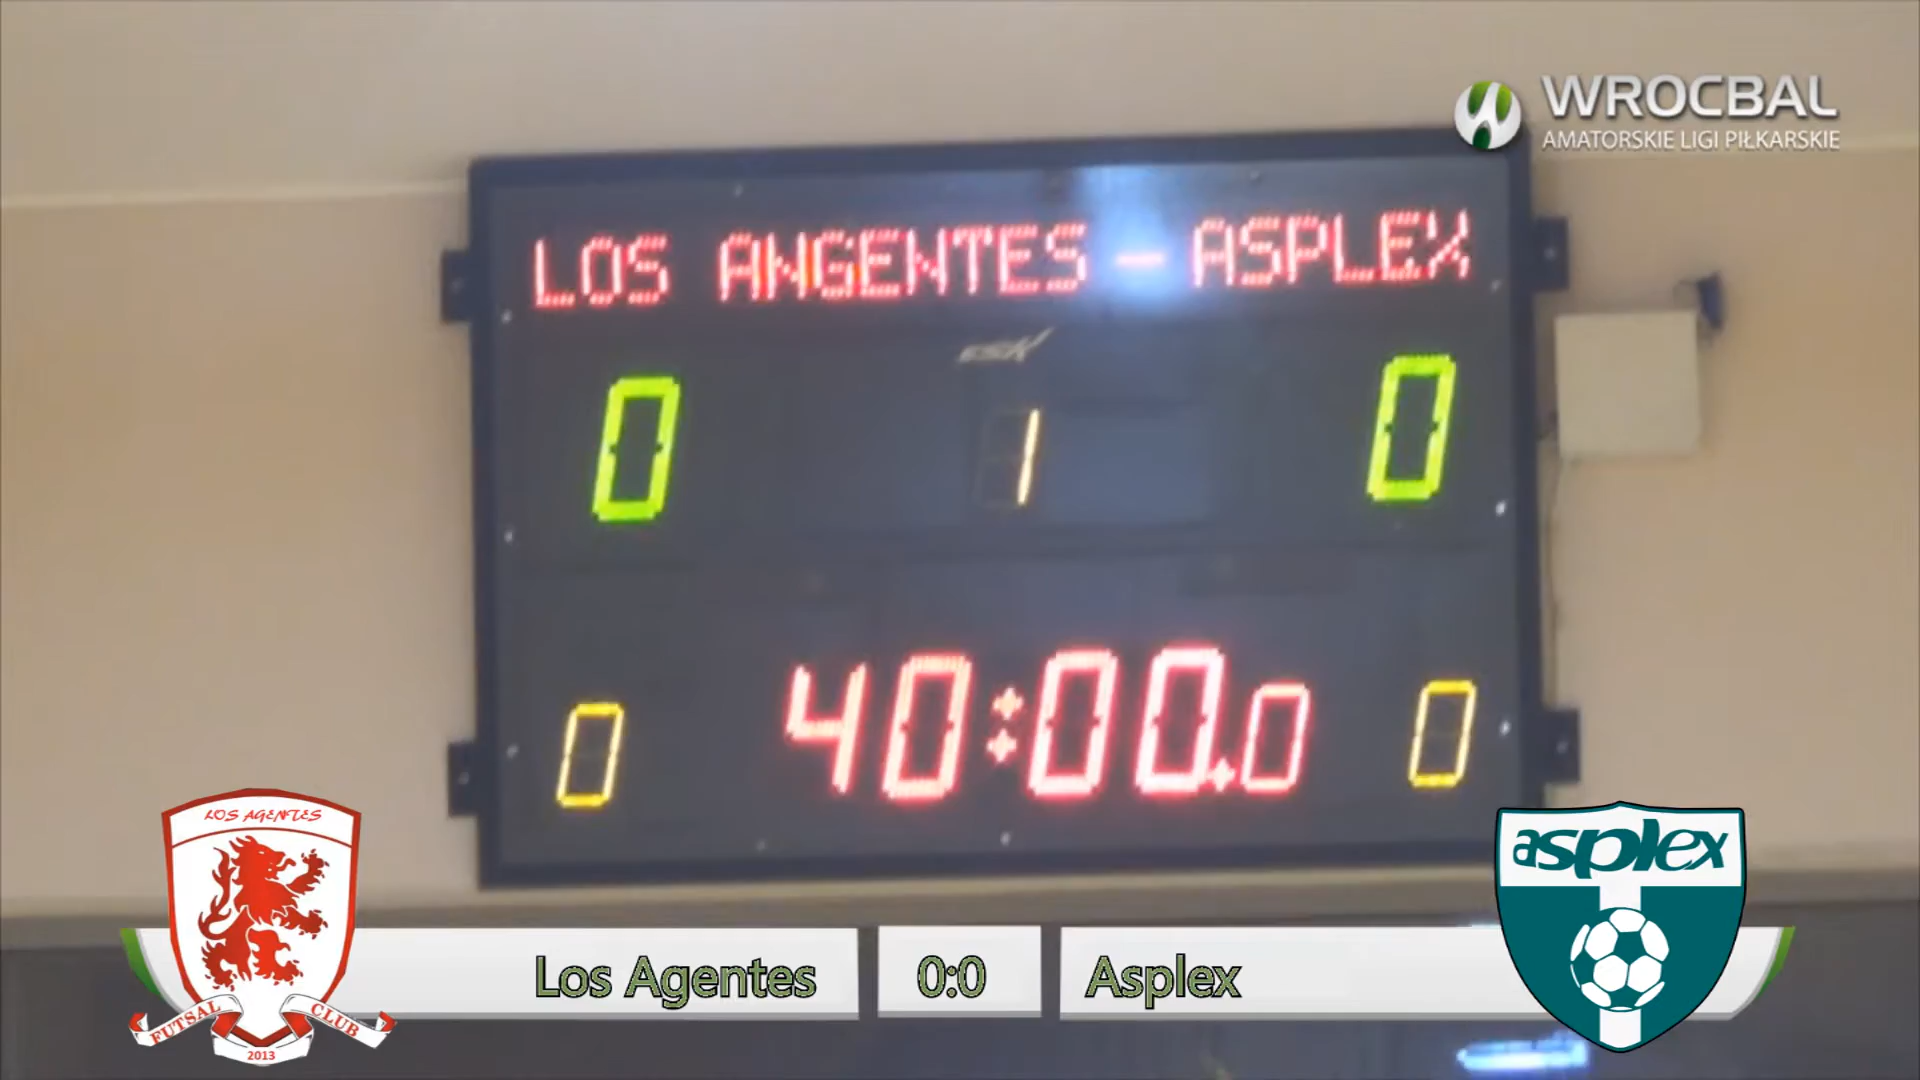 WROCBAL
AMATORSKIE LIGI PIŁKARSKIE
LOS ANGENTES - ASPLEX
ESK
0 1 0
0 40:00.0 0
LOS AGENTES
FUTSAL CLUB
2013
Los Agentes 0:0 Asplex
asplex